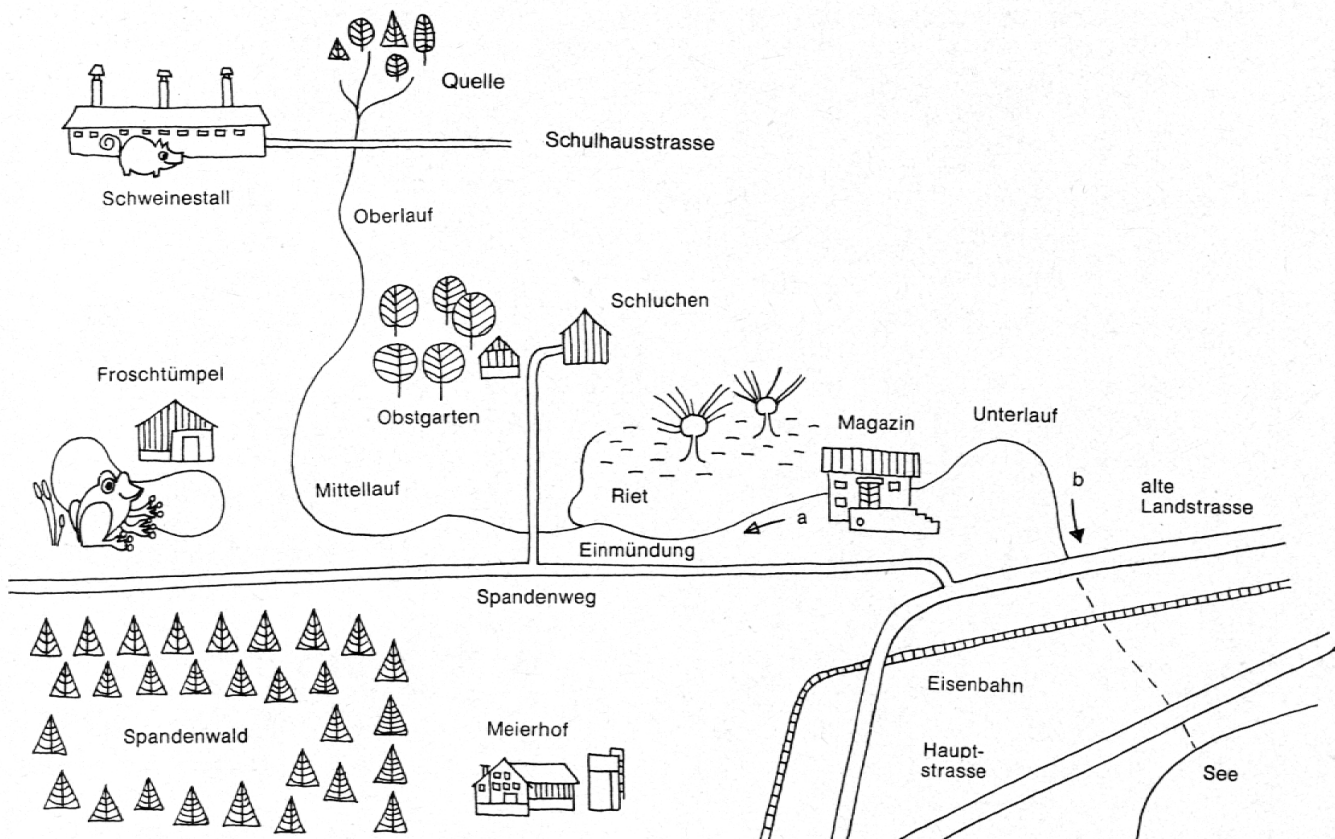 Quelle
Schulhausstrasse
Schweinestall
Oberlauf
Schluchen
Froschtümpel
Obstgarten
Magazin
Unterlauf
Mittellauf
Riet
a
b
alte
Landstrasse
Einmündung
Spandenweg
Eisenbahn
Spandenwald
Meierhof
Haupt-
strasse
See